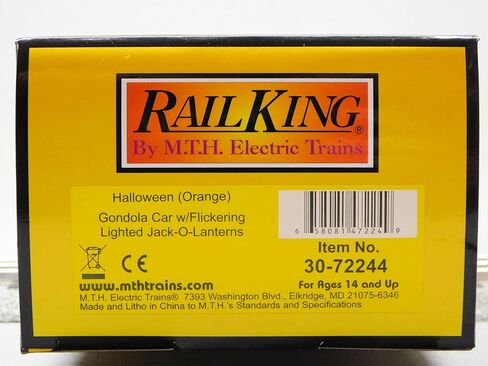 RAILKING®
By M.T.H. Electric Trains
Halloween (Orange)
Gondola Car w/Flickering
Lighted Jack-O-Lanterns
6 58081 47224 9
Item No.
30-72244
For Ages 14 and Up
CE
www.mthtrains.com
M.T.H. Electric Trains® 7393 Washington Blvd., Elkridge, MD 21075-6346
Made and Litho in China to M.T.H.'s Standards and Specifications